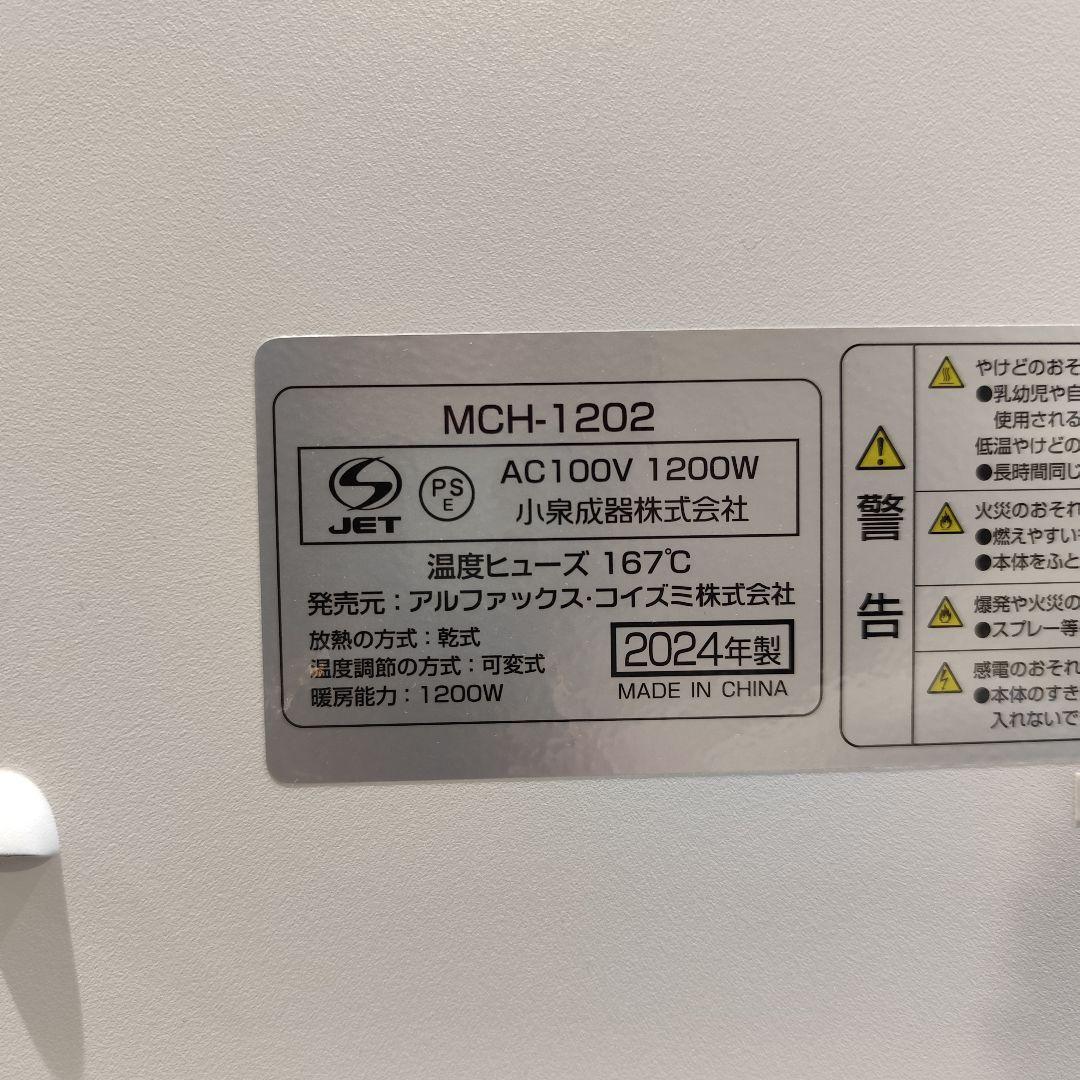 MCH-1202
JET
PS
E
AC100V 1200W
小泉成器株式会社
温度ヒューズ 167℃
発売元：アルファックス・コイズミ株式会社
放熱の方式：乾式
温度調節の方式：可変式
暖房能力：1200W
2024年製
MADE IN CHINA
警告
やけどのおそ
●乳幼児や自
使用される
低温やけどの
●長時間同じ
火災のおそれ
●燃えやすい
●本体をふと
爆発や火災の
●スプレー等
感電のおそれ
●本体のすき
入れないで